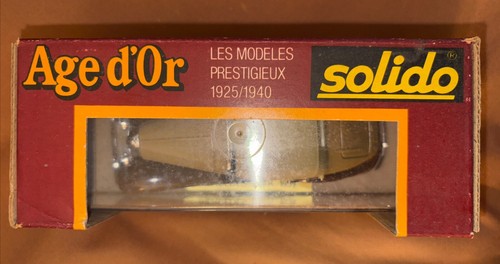 Age d'Or
LES MODELES
PRESTIGIEUX
1925/1940
solido®